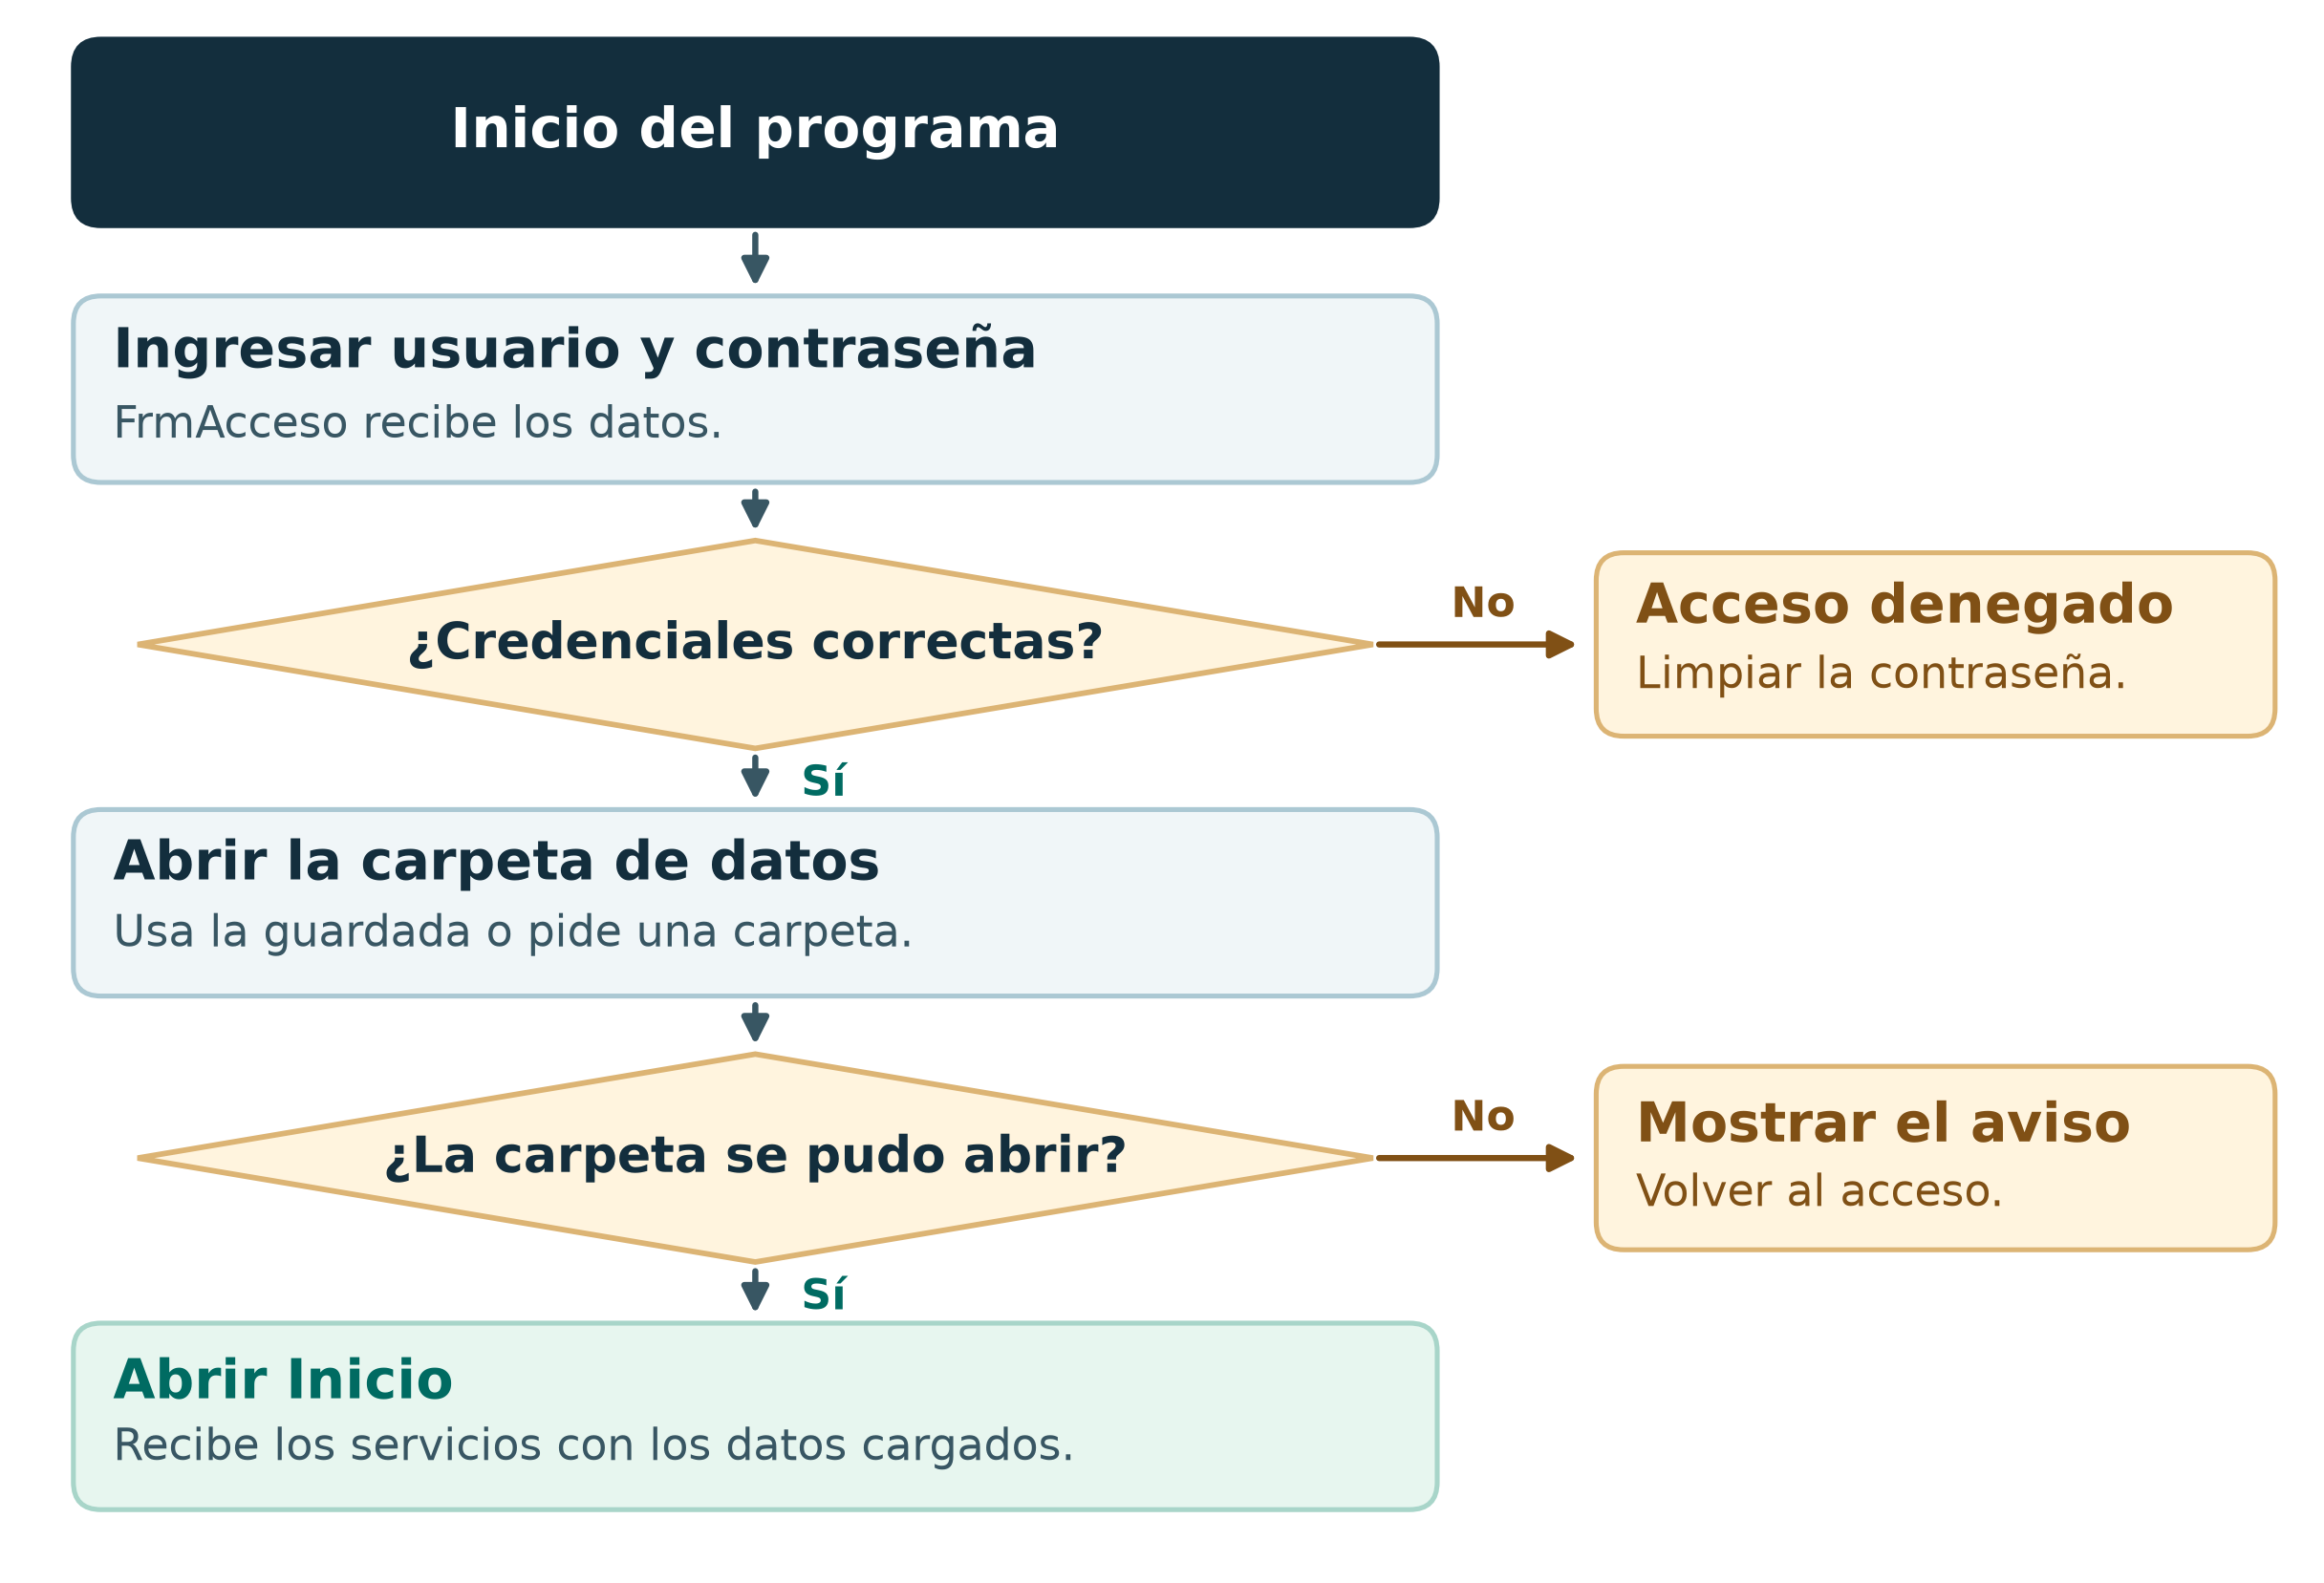 Inicio del programa
Ingresar usuario y contraseña
FrmAcceso recibe los datos.
¿Credenciales correctas?
No
Acceso denegado
Limpiar la contraseña.
Sí
Abrir la carpeta de datos
Usa la guardada o pide una carpeta.
¿La carpeta se pudo abrir?
No
Mostrar el aviso
Volver al acceso.
Sí
Abrir Inicio
Recibe los servicios con los datos cargados.